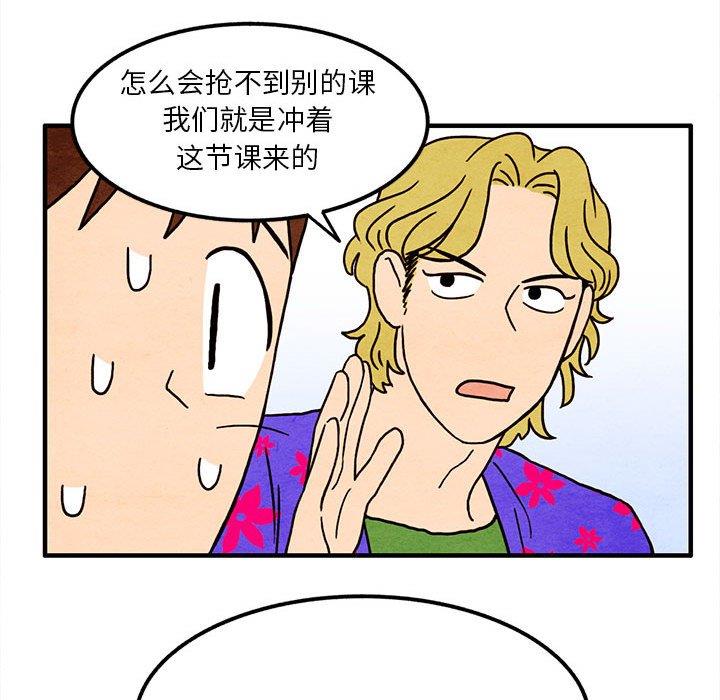 怎么会抢不到别的课
我们就是冲着
这节课来的